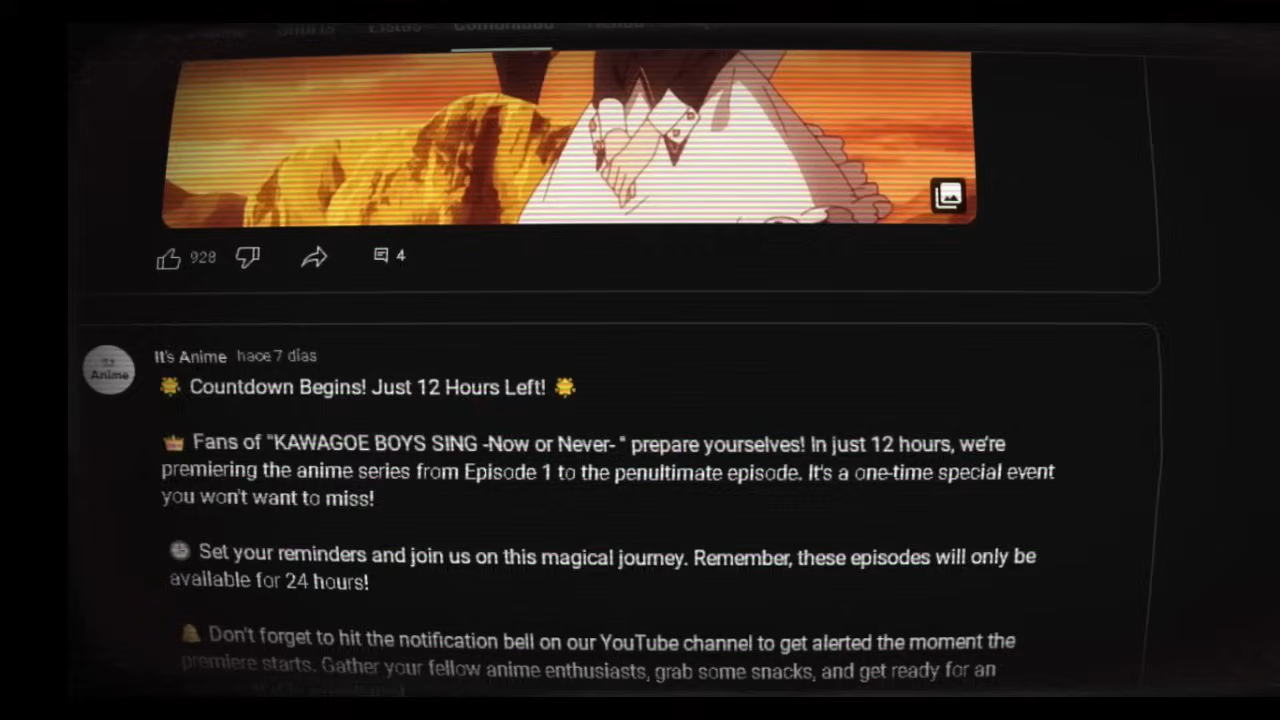 Shorts
Comunidad
928
4
Anime
It's Anime hace 7 días
🌟 Countdown Begins! Just 12 Hours Left! 🌟
👑 Fans of "KAWAGOE BOYS SING -Now or Never- " prepare yourselves! In just 12 hours, we're
premiering the anime series from Episode 1 to the penultimate episode. It's a one-time special event
you won't want to miss!
🕒 Set your reminders and join us on this magical journey. Remember, these episodes will only be
available for 24 hours!
🔔 Don't forget to hit the notification bell on our YouTube channel to get alerted the moment the
premiere starts. Gather your fellow anime enthusiasts, grab some snacks, and get ready for an